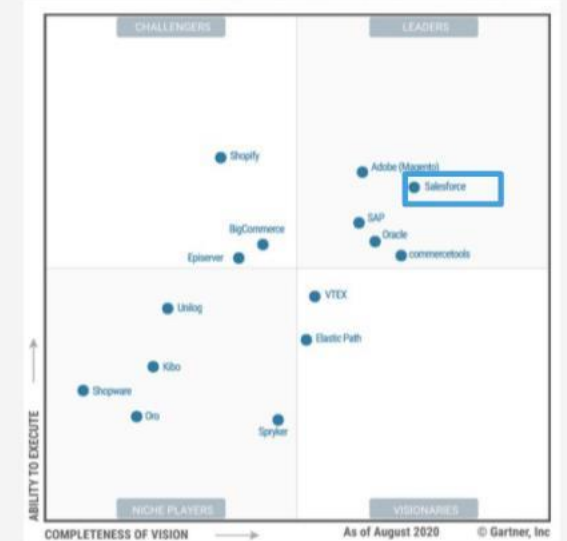 CHALLENGERS
LEADERS
Shopify
Adobe (Magento)
Salesforce
SAP
BigCommerce
Oracle
Episerver
commercetools
VTEX
Unilog
Elastic Path
Kibo
Shopware
Oro
Spryker
ABILITY TO EXECUTE
NICHE PLAYERS
VISIONARIES
COMPLETENESS OF VISION
As of August 2020
© Gartner, Inc